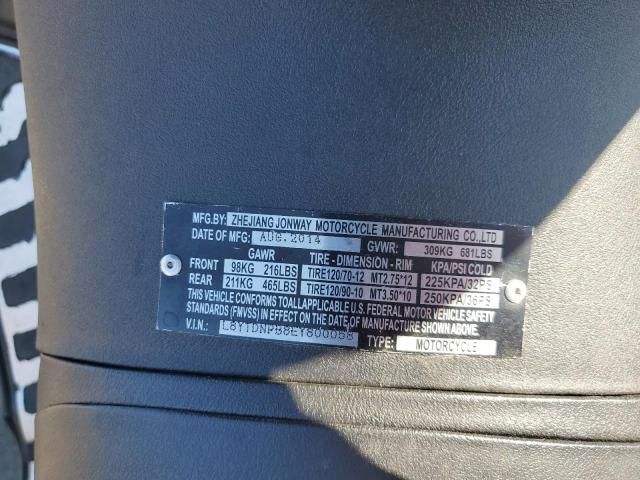 MFG.BY: ZHEJIANG JONWAY MOTORCYCLE MANUFACTURING CO.,LTD
DATE OF MFG: AUG.2014 GVWR: 309KG 681LBS
GAWR TIRE - DIMENSION - RIM KPA/PSI COLD
FRONT 98KG 216LBS TIRE120/70-12 MT2.75*12 225KPA/32PS
REAR 211KG 465LBS TIRE120/90-10 MT3.50*10 250KPA/36PS
THIS VEHICLE CONFORMS TOALLAPPLICABLE U.S. FEDERAL MOTOR VEHICLE SAFETY
STANDARDS (FMVSS) IN EFFECT ON THE DATE OF MANUFACTURE SHOWN ABOVE.
V.I.N.: TYPE: MOTORCYCLE